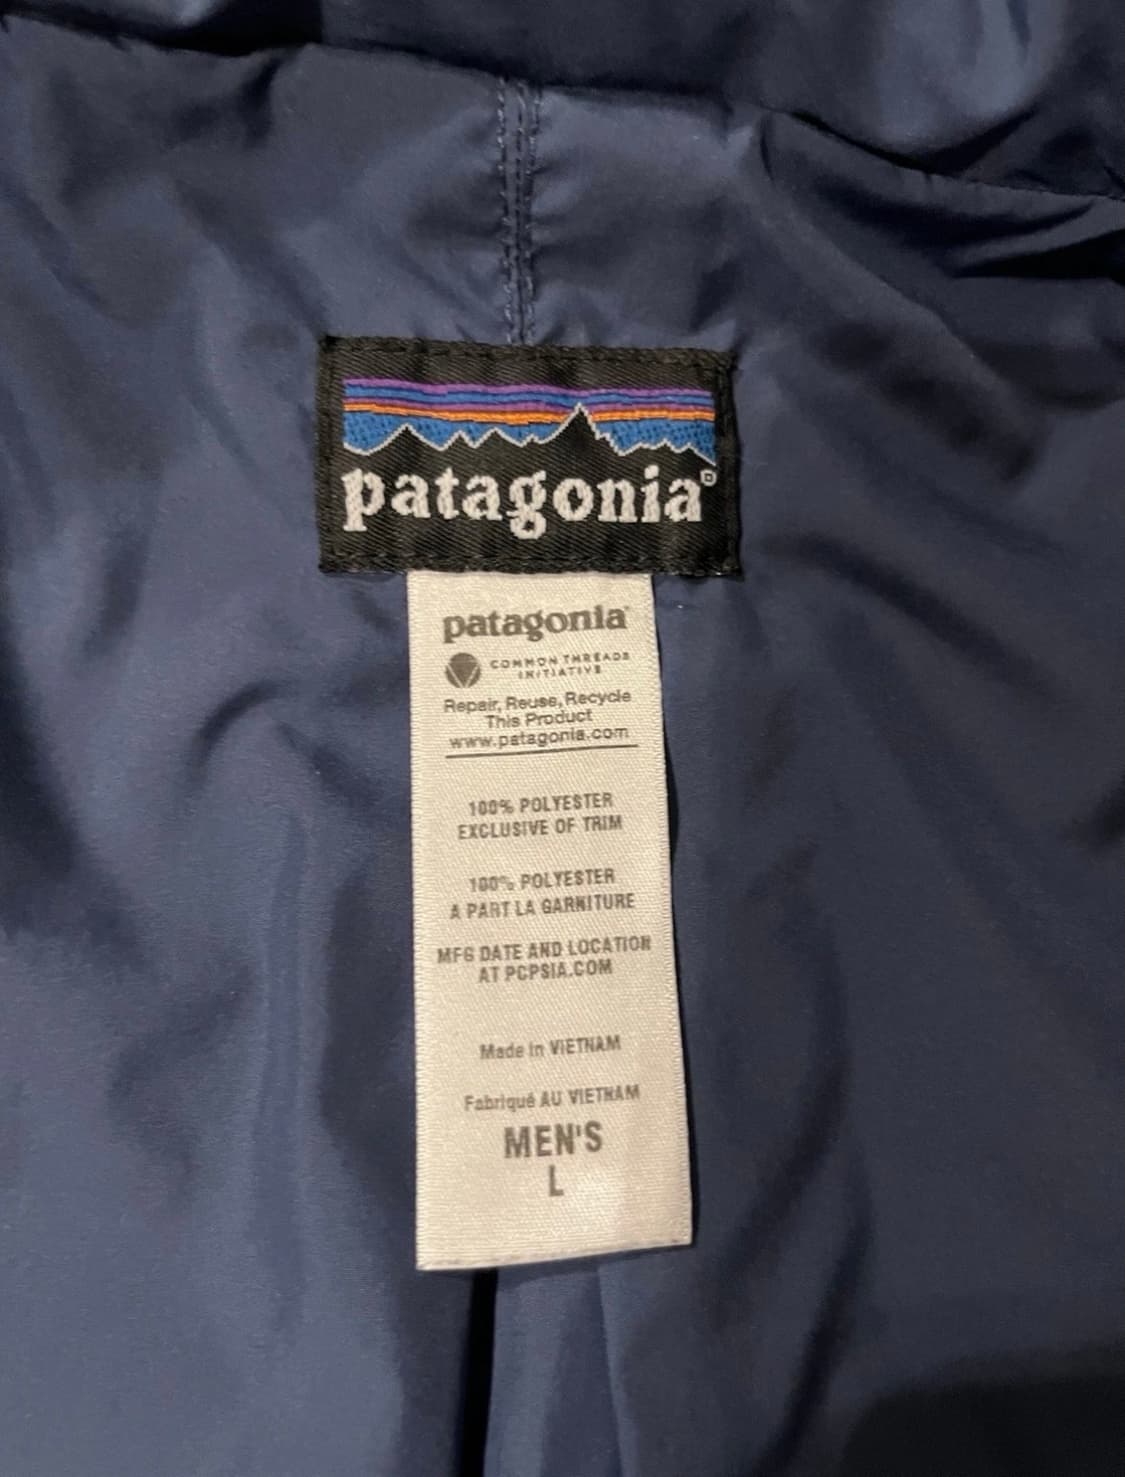 patagonia®
patagonia®
COMMON THREADS
INITIATIVE
Repair, Reuse, Recycle
This Product
www.patagonia.com
100% POLYESTER
EXCLUSIVE OF TRIM
100% POLYESTER
A PART LA GARNITURE
MFG DATE AND LOCATION
AT PCPSIA.COM
Made in VIETNAM
Fabriqué AU VIETNAM
MEN'S
L